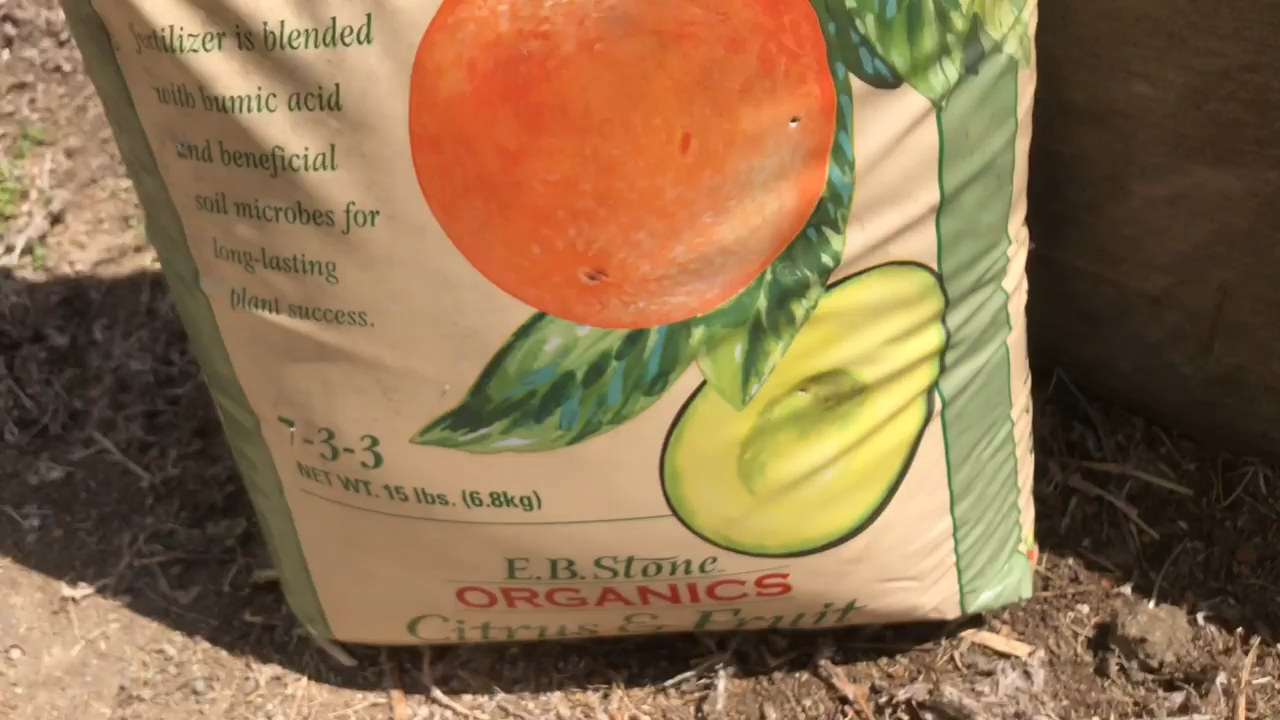 fertilizer is blended
with humic acid
and beneficial
soil microbes for
long-lasting
plant success.
7-3-3
NET WT. 15 lbs. (6.8kg)
E.B. Stone
ORGANICS
Citrus & Fruit